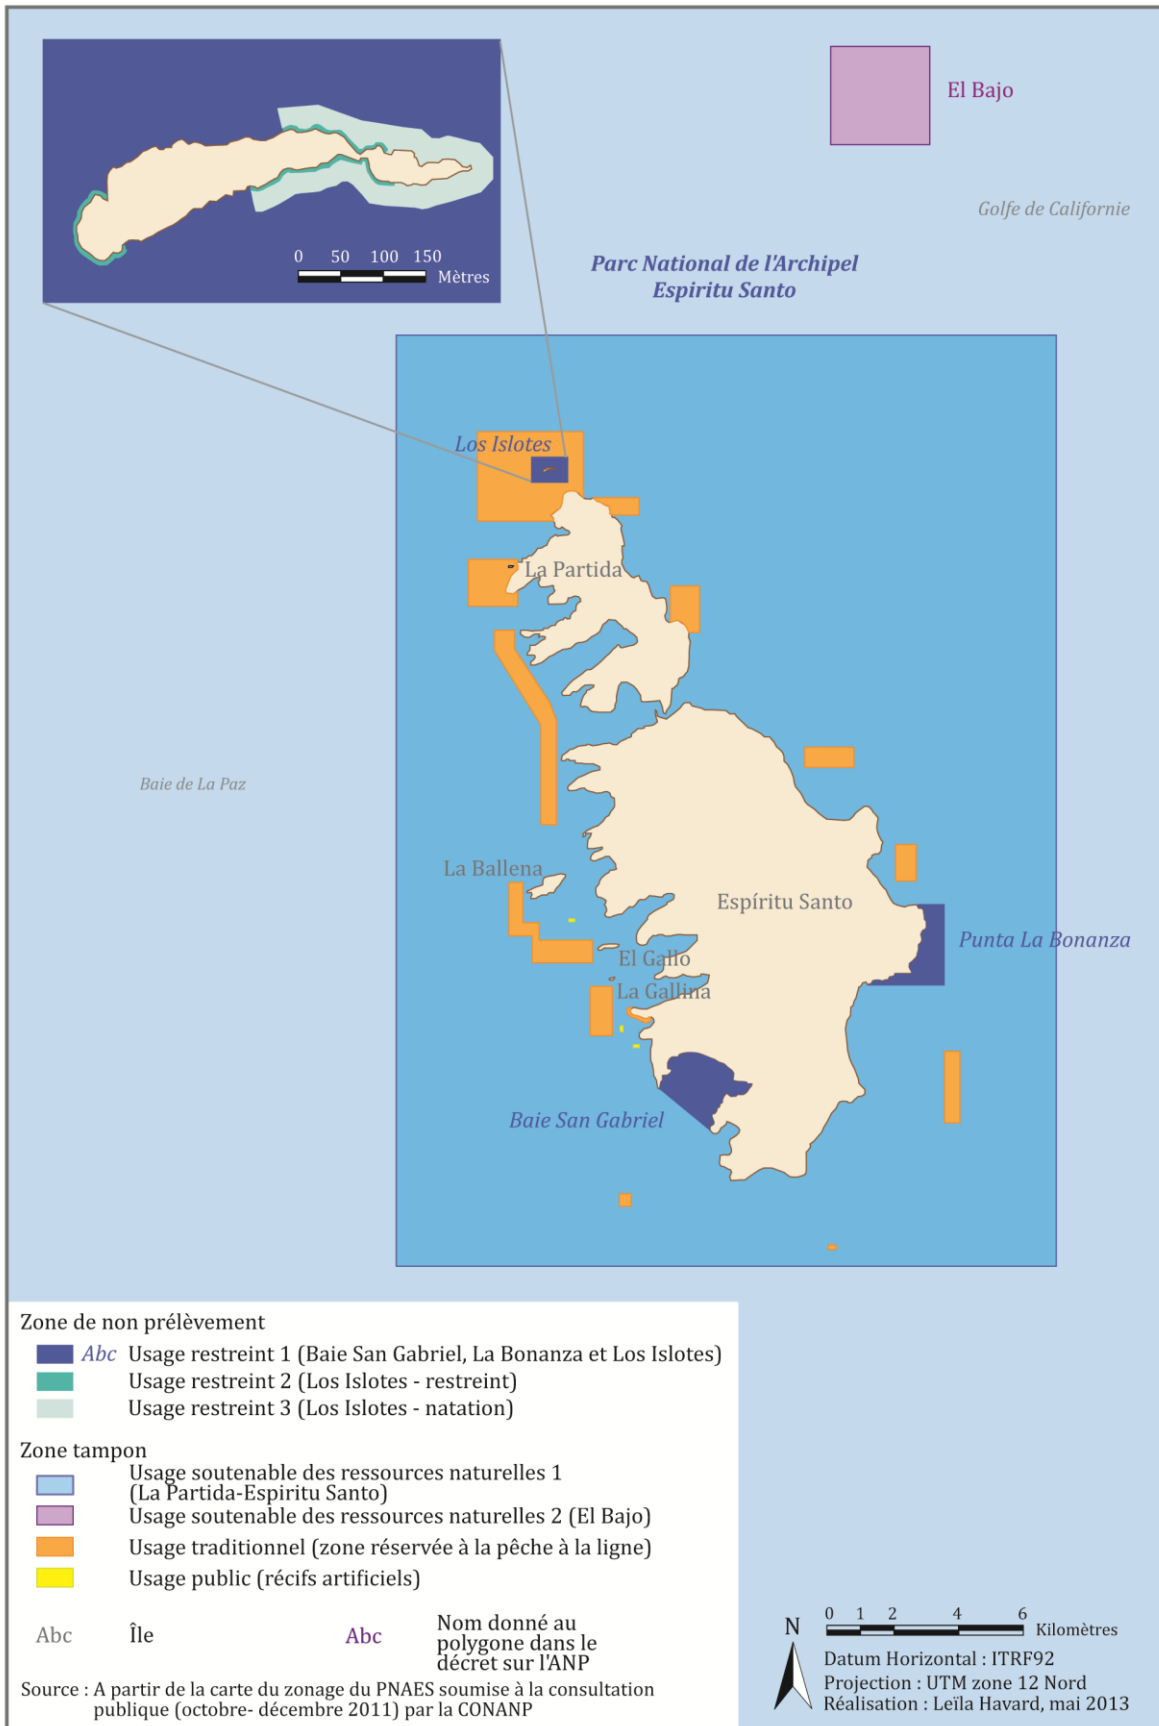 El Bajo
Golfe de Californie
0 50 100 150
Mètres
Parc National de l'Archipel
Espiritu Santo
Los Islotes
La Partida
Baie de La Paz
La Ballena
Espíritu Santo
Punta La Bonanza
El Gallo
La Gallina
Baie San Gabriel
Zone de non prélèvement
Abc Usage restreint 1 (Baie San Gabriel, La Bonanza et Los Islotes)
Usage restreint 2 (Los Islotes - restreint)
Usage restreint 3 (Los Islotes - natation)
Zone tampon
Usage soutenable des ressources naturelles 1
(La Partida-Espiritu Santo)
Usage soutenable des ressources naturelles 2 (El Bajo)
Usage traditionnel (zone réservée à la pêche à la ligne)
Usage public (récifs artificiels)
Abc Île
Abc Nom donné au
polygone dans le
décret sur l'ANP
Source : A partir de la carte du zonage du PNAES soumise à la consultation
publique (octobre- décembre 2011) par la CONANP
N
0 1 2 4 6
Kilomètres
Datum Horizontal : ITRF92
Projection : UTM zone 12 Nord
Réalisation : Leïla Havard, mai 2013